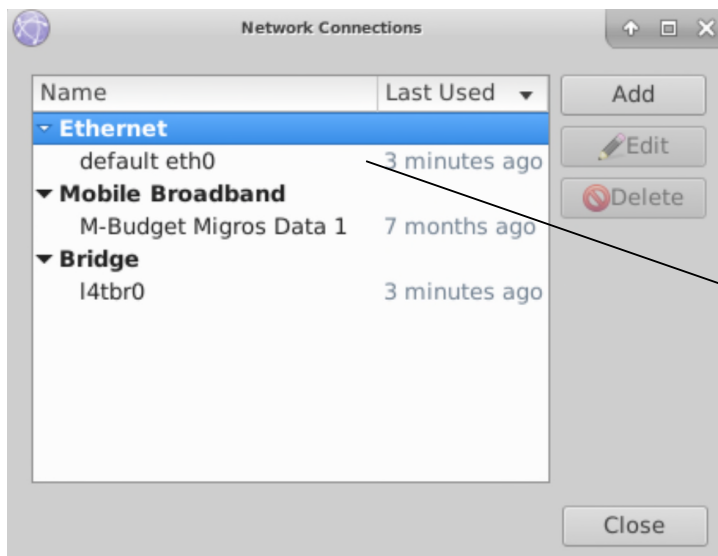 Network Connections
Name Last Used
Add
Ethernet
Edit
default eth0 3 minutes ago
Delete
Mobile Broadband
M-Budget Migros Data 1 7 months ago
Bridge
l4tbr0 3 minutes ago
Close